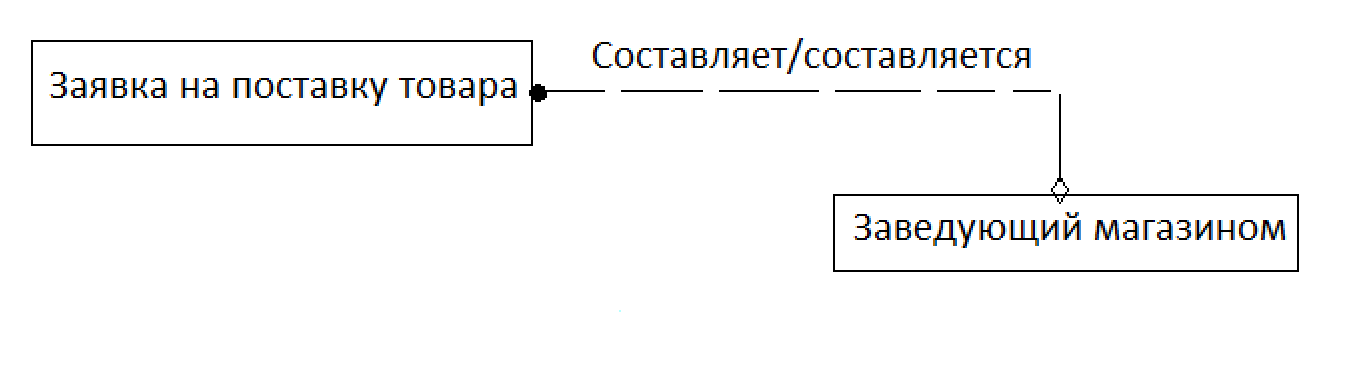 Составляет/составляется
Заявка на поставку товара
Заведующий магазином